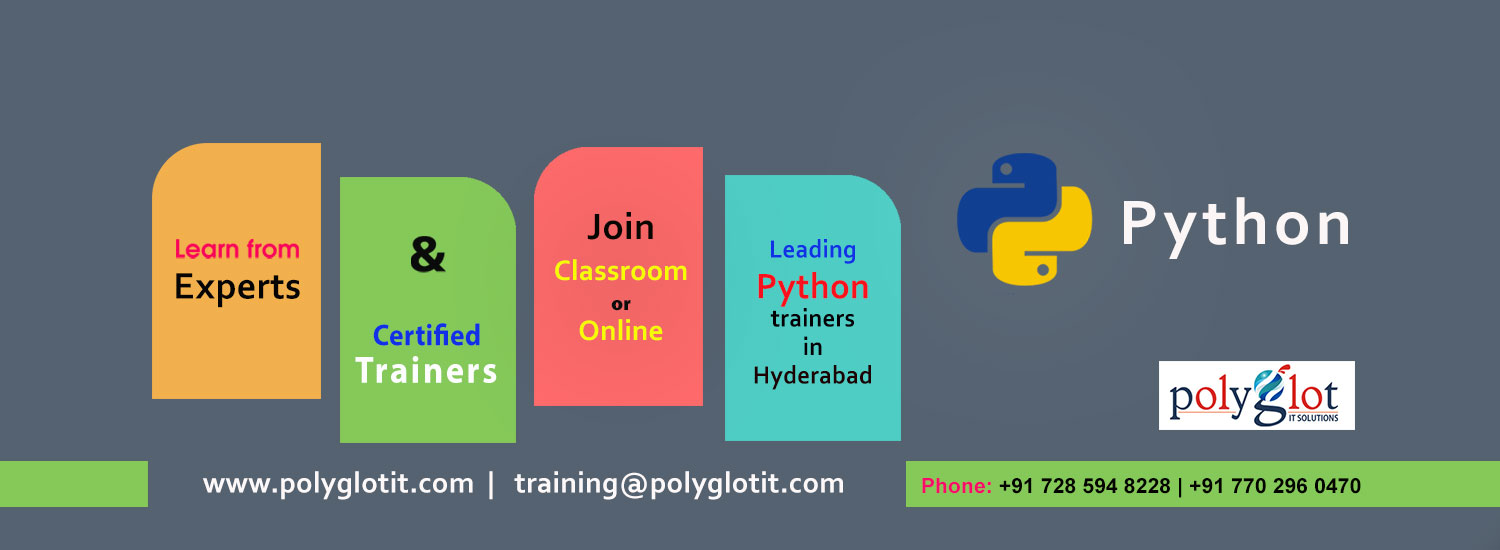 Learn from
Experts
&
Certified
Trainers
Join
Classroom
or
Online
Leading
Python
trainers
in
Hyderabad
Python
polyglot
IT SOLUTIONS
www.polyglotit.com | training@polyglotit.com
Phone: +91 728 594 8228 | +91 770 296 0470